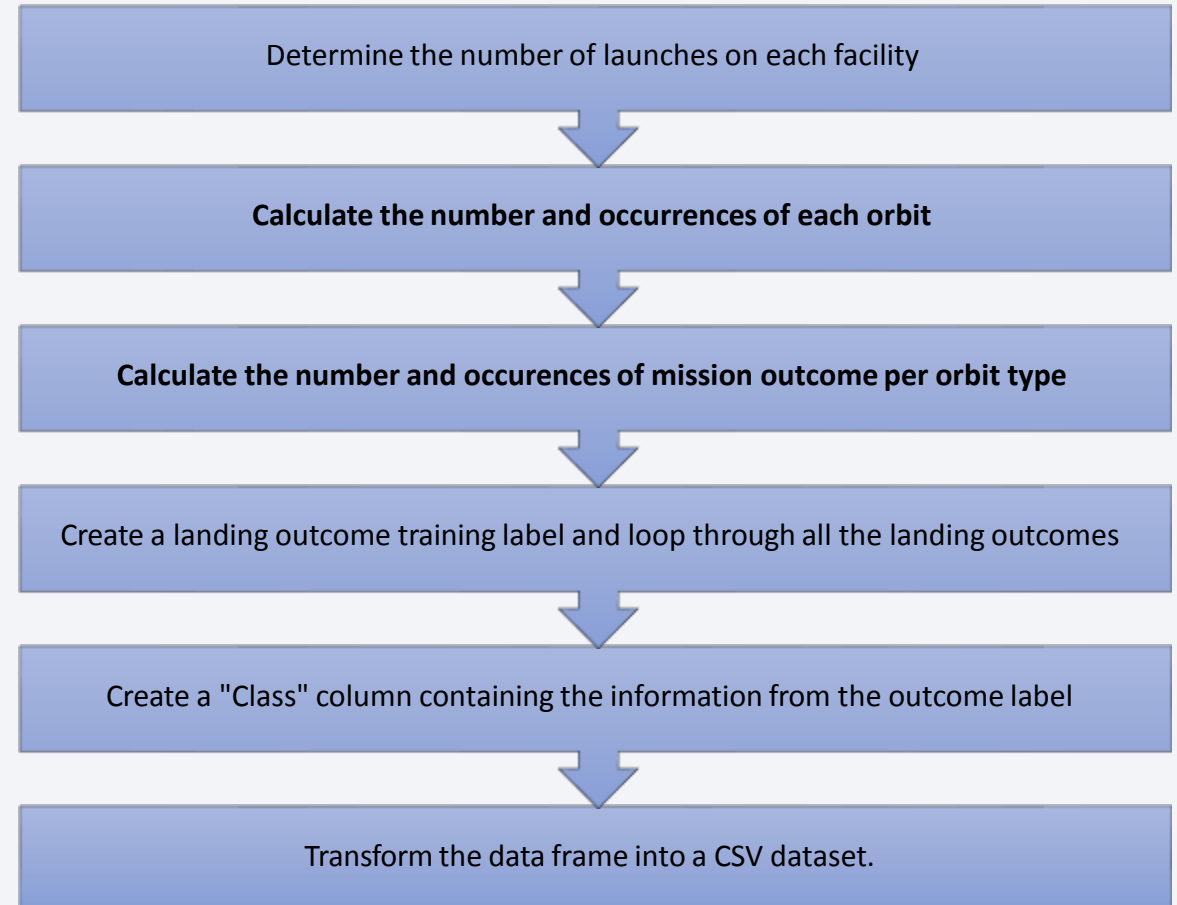 Determine the number of launches on each facility
Calculate the number and occurrences of each orbit
Calculate the number and occurences of mission outcome per orbit type
Create a landing outcome training label and loop through all the landing outcomes
Create a "Class" column containing the information from the outcome label
Transform the data frame into a CSV dataset.